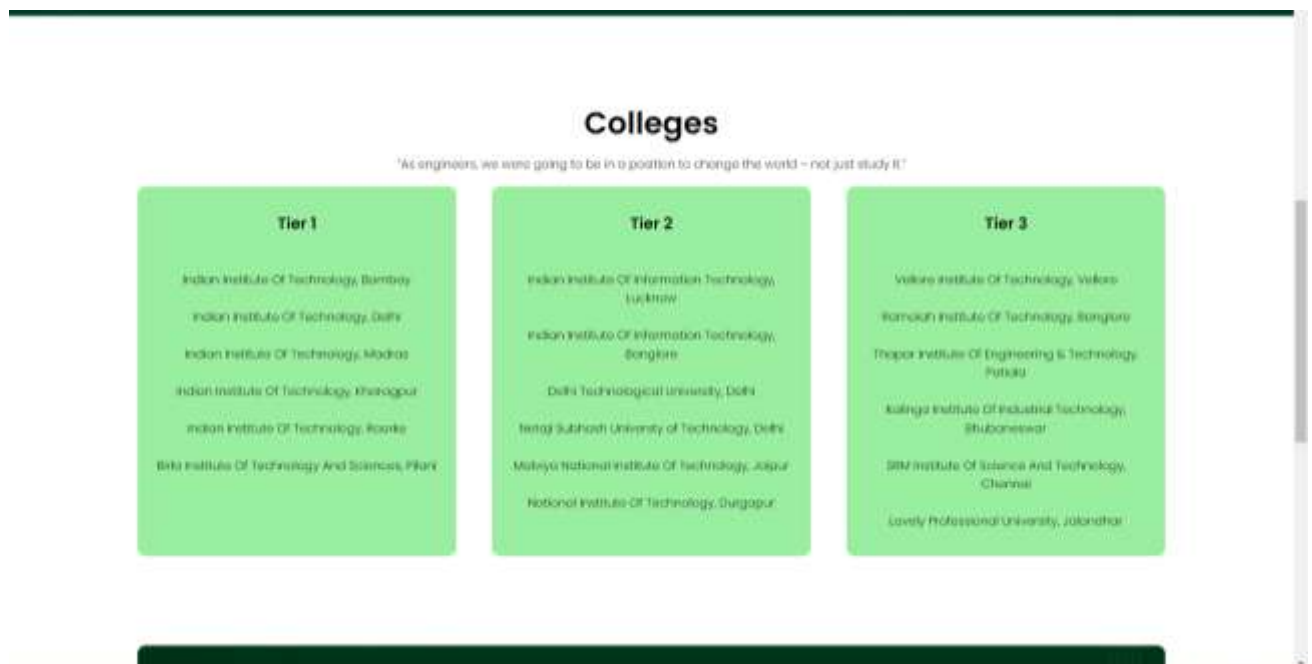 Colleges
"As engineers, we were going to be in a position to change the world – not just study it."
Tier 1
Indian Institute Of Technology, Bombay
Indian Institute Of Technology, Delhi
Indian Institute Of Technology, Madras
Indian Institute Of Technology, Kharagpur
Indian Institute Of Technology, Roorke
Birla Institute Of Technology And Sciences, Pilani
Tier 2
Indian Institute Of Information Technology,
Lucknow
Indian Institute Of Information Technology,
Banglore
Delhi Technological University, Delhi
Netaji Subhash University of Technology, Delhi
Malviya National Institute Of Technology, Jaipur
National Institute Of Technology, Durgapur
Tier 3
Vellore Institute Of Technology, Vellore
Ramaiah Institute Of Technology, Banglore
Thapar Institute Of Engineering & Technology,
Patiala
Kalinga Institute Of Industrial Technology,
Bhubaneswar
SRM Institute Of Science And Technology,
Chennai
Lovely Professional University, Jalandhar